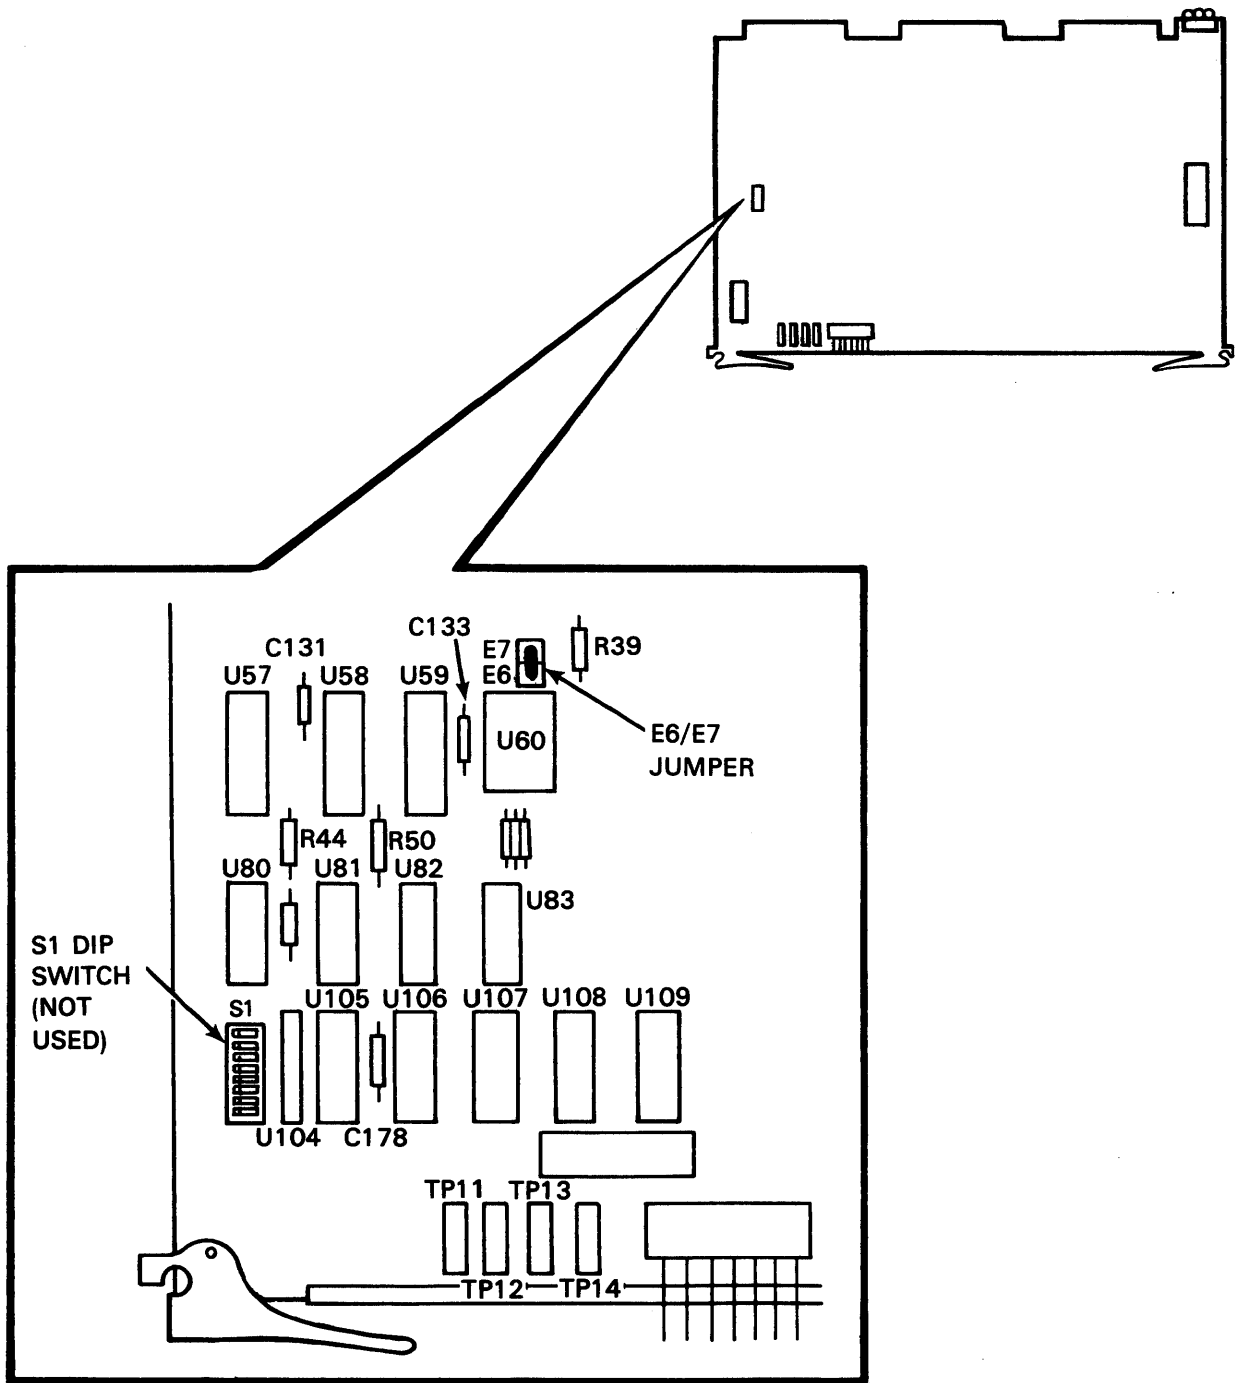 C133
C131
E7
R39
U57
U58
U59
E6
U60
E6/E7
JUMPER
R44
R50
U80
U81
U82
U83
S1 DIP
SWITCH
(NOT
USED)
S1
U105
U106
U107
U108
U109
U104
C178
TP11
TP13
TP12
TP14